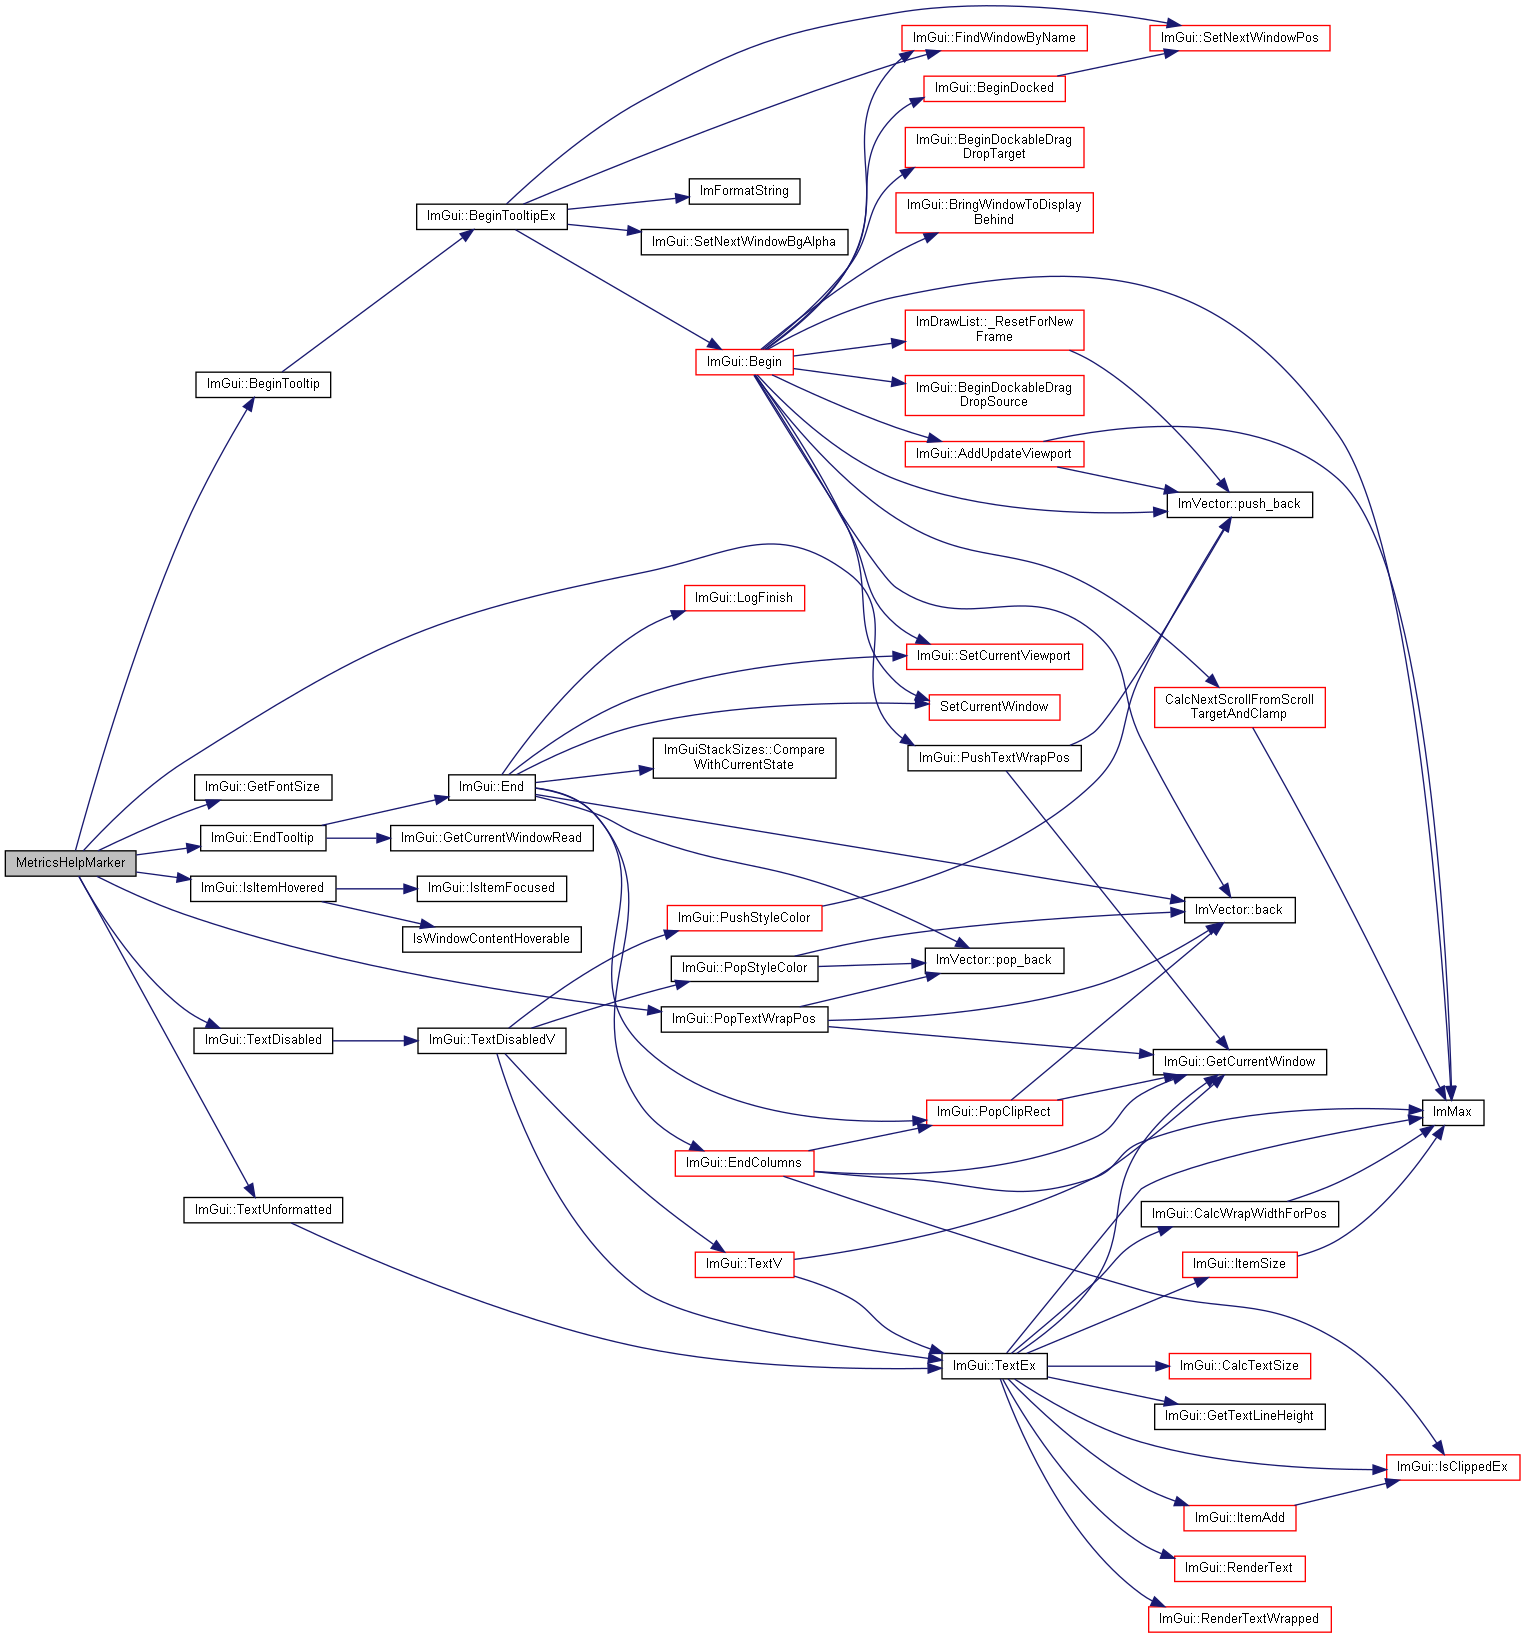 ImGui::FindWindowByName
ImGui::SetNextWindowPos
ImGui::BeginDocked
ImGui::BeginDockableDrag
DropTarget
ImFormatString
ImGui::BringWindowToDisplay
Behind
ImGui::BeginTooltipEx
ImGui::SetNextWindowBgAlpha
ImDrawList::_ResetForNew
Frame
ImGui::Begin
ImGui::BeginTooltip
ImGui::BeginDockableDrag
DropSource
ImGui::AddUpdateViewport
ImVector::push_back
ImGui::LogFinish
ImGui::SetCurrentViewport
SetCurrentWindow
CalcNextScrollFromScroll
TargetAndClamp
ImGuiStackSizes::Compare
WithCurrentState
ImGui::PushTextWrapPos
ImGui::GetFontSize
ImGui::End
ImGui::EndTooltip
ImGui::GetCurrentWindowRead
MetricsHelpMarker
ImGui::IsItemHovered
ImGui::IsItemFocused
ImVector::back
ImGui::PushStyleColor
IsWindowContentHoverable
ImVector::pop_back
ImGui::PopStyleColor
ImGui::PopTextWrapPos
ImGui::TextDisabled
ImGui::TextDisabledV
ImGui::GetCurrentWindow
ImGui::PopClipRect
ImMax
ImGui::EndColumns
ImGui::TextUnformatted
ImGui::CalcWrapWidthForPos
ImGui::TextV
ImGui::ItemSize
ImGui::TextEx
ImGui::CalcTextSize
ImGui::GetTextLineHeight
ImGui::IsClippedEx
ImGui::ItemAdd
ImGui::RenderText
ImGui::RenderTextWrapped